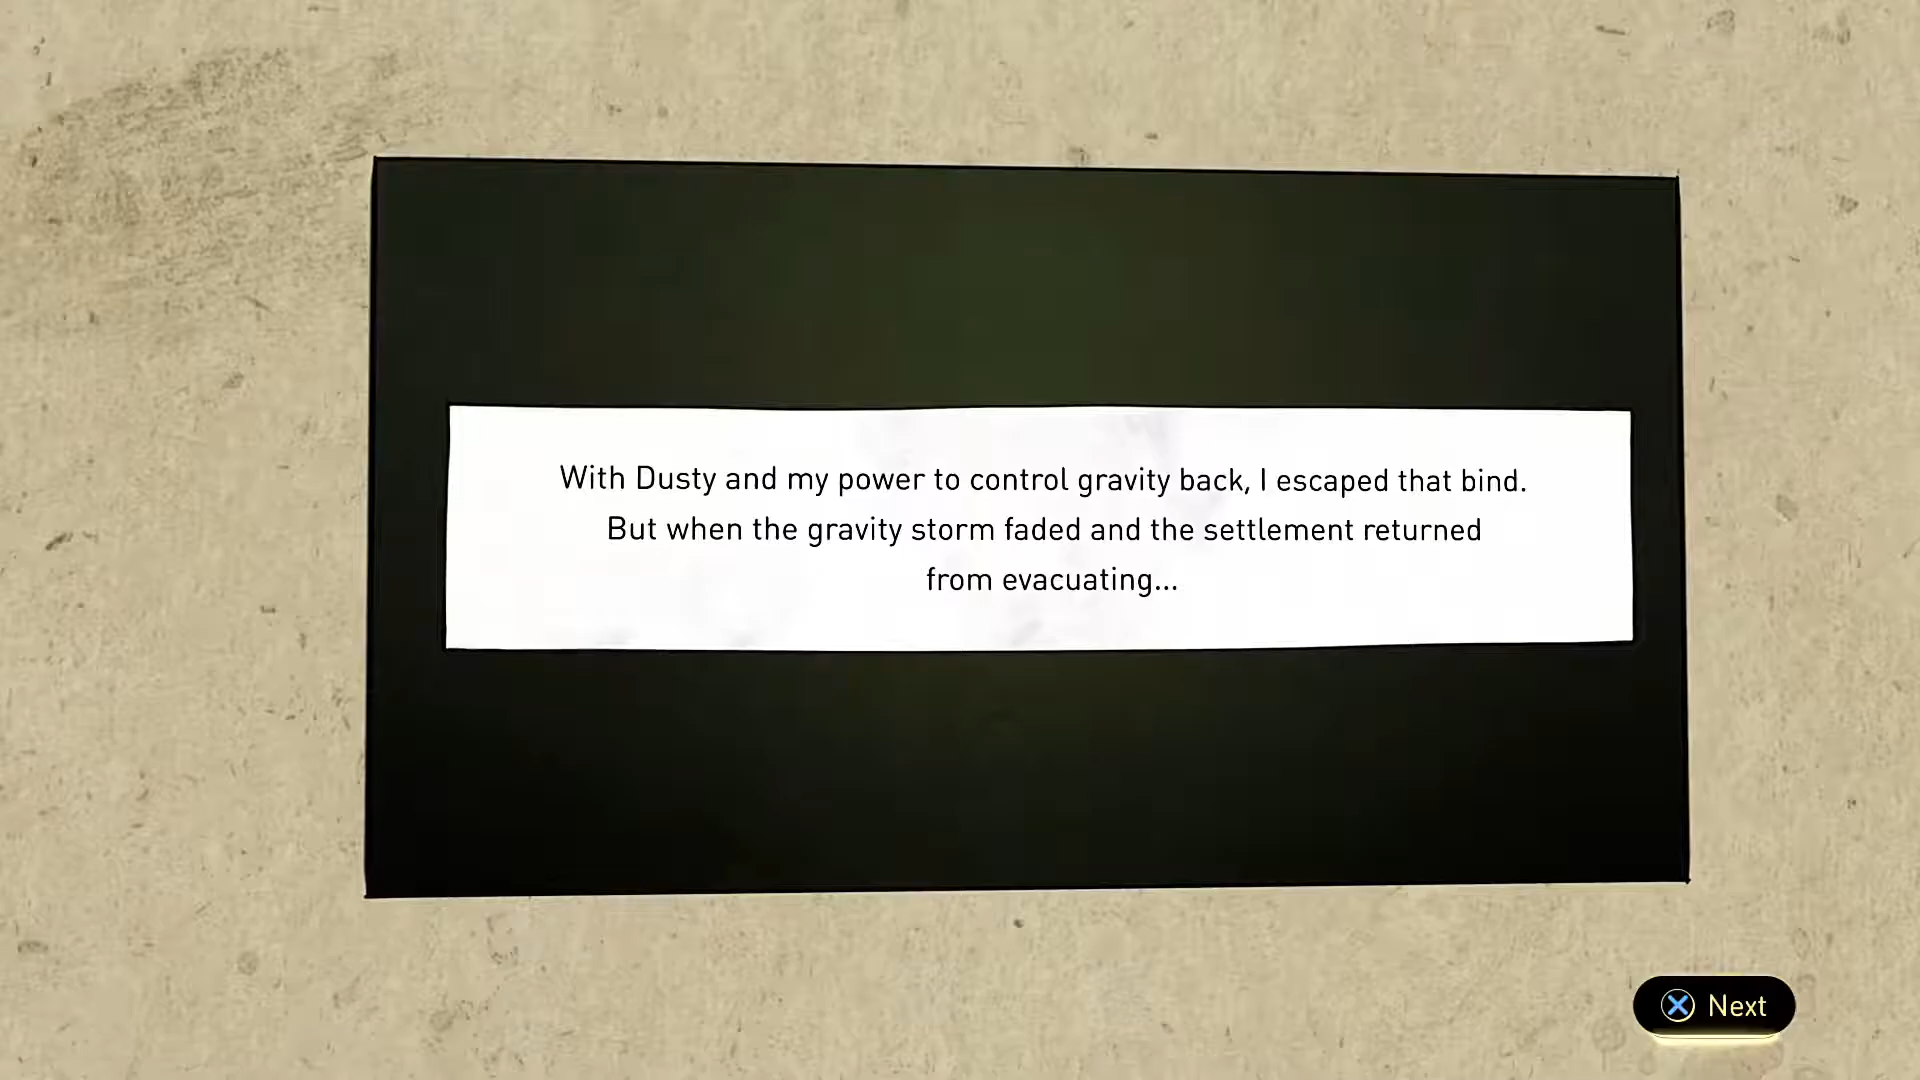 With Dusty and my power to control gravity back, I escaped that bind.
But when the gravity storm faded and the settlement returned
from evacuating...
Next